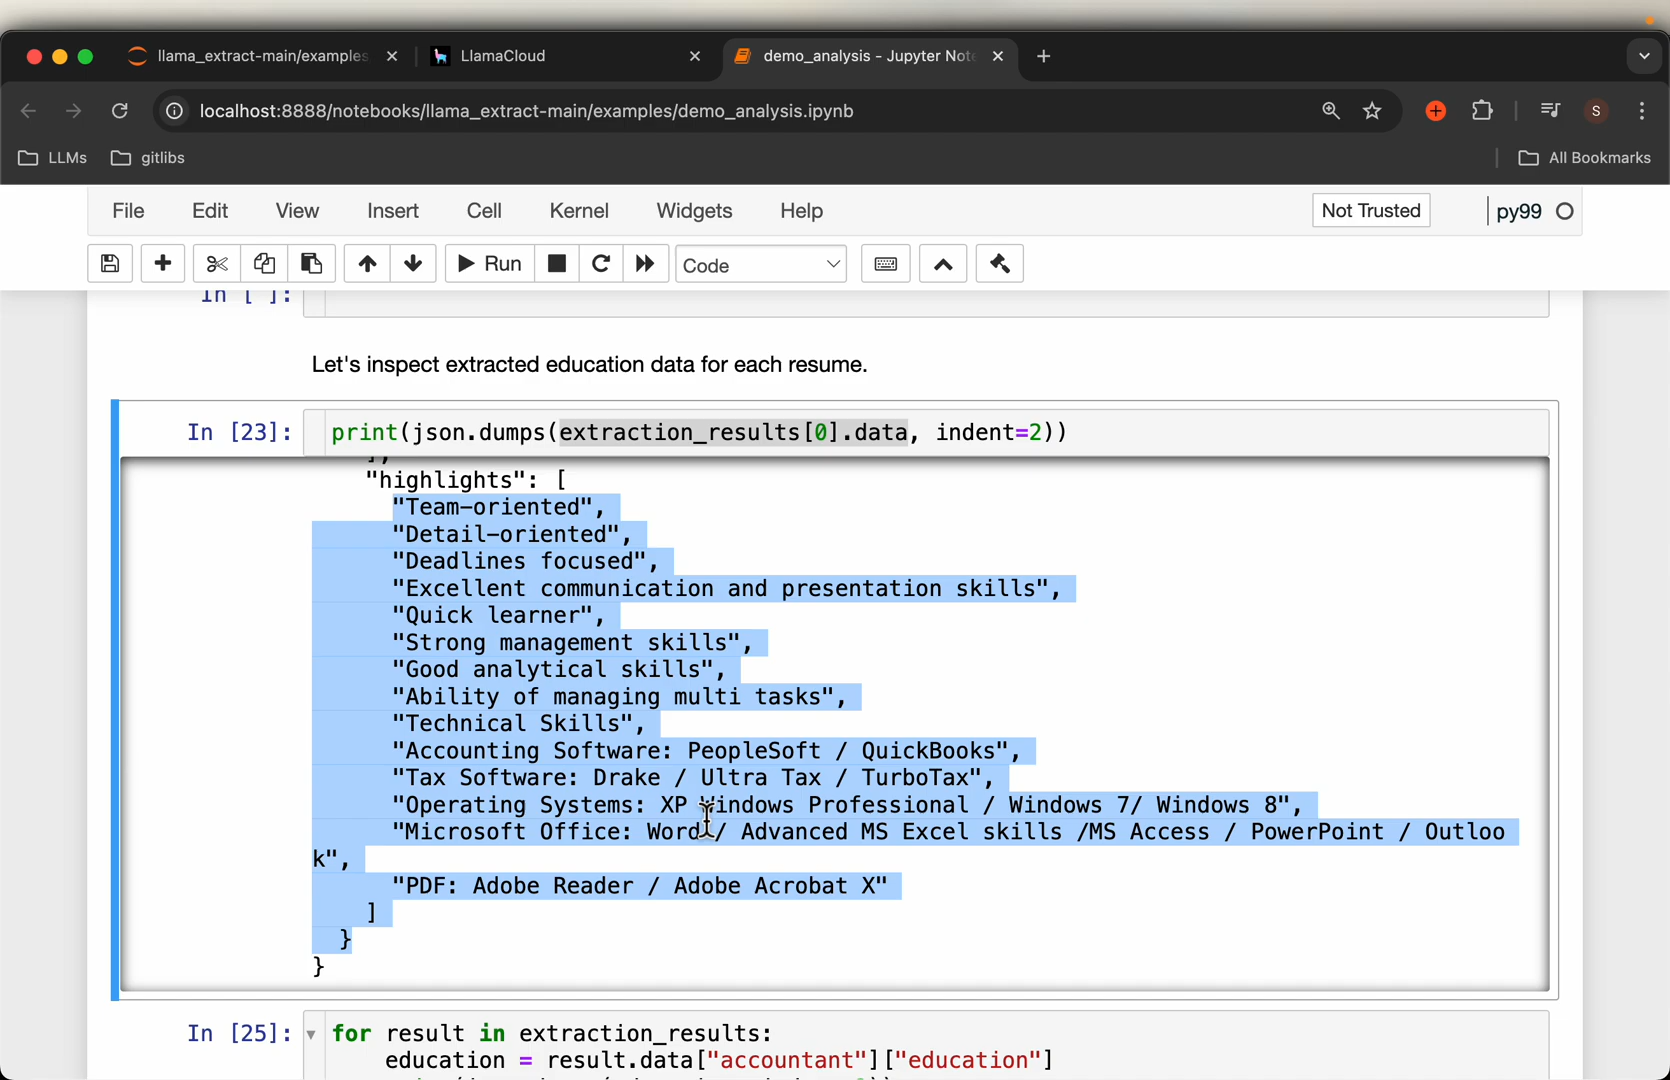 llama_extract-main/examples
LlamaCloud
demo_analysis - Jupyter Note
localhost:8888/notebooks/llama_extract-main/examples/demo_analysis.ipynb
S
LLMs
gitlibs
All Bookmarks
File Edit View Insert Cell Kernel Widgets Help
Not Trusted
py99
Run
Code
In [ ]:
Let's inspect extracted education data for each resume.
In [23]: print(json.dumps(extraction_results[0].data, indent=2))
],
"highlights": [
"Team-oriented",
"Detail-oriented",
"Deadlines focused",
"Excellent communication and presentation skills",
"Quick learner",
"Strong management skills",
"Good analytical skills",
"Ability of managing multi tasks",
"Technical Skills",
"Accounting Software: PeopleSoft / QuickBooks",
"Tax Software: Drake / Ultra Tax / TurboTax",
"Operating Systems: XP Windows Professional / Windows 7/ Windows 8",
"Microsoft Office: Word / Advanced MS Excel skills /MS Access / PowerPoint / Outloo
k",
"PDF: Adobe Reader / Adobe Acrobat X"
]
}
}
In [25]: for result in extraction_results:
education = result.data["accountant"]["education"]